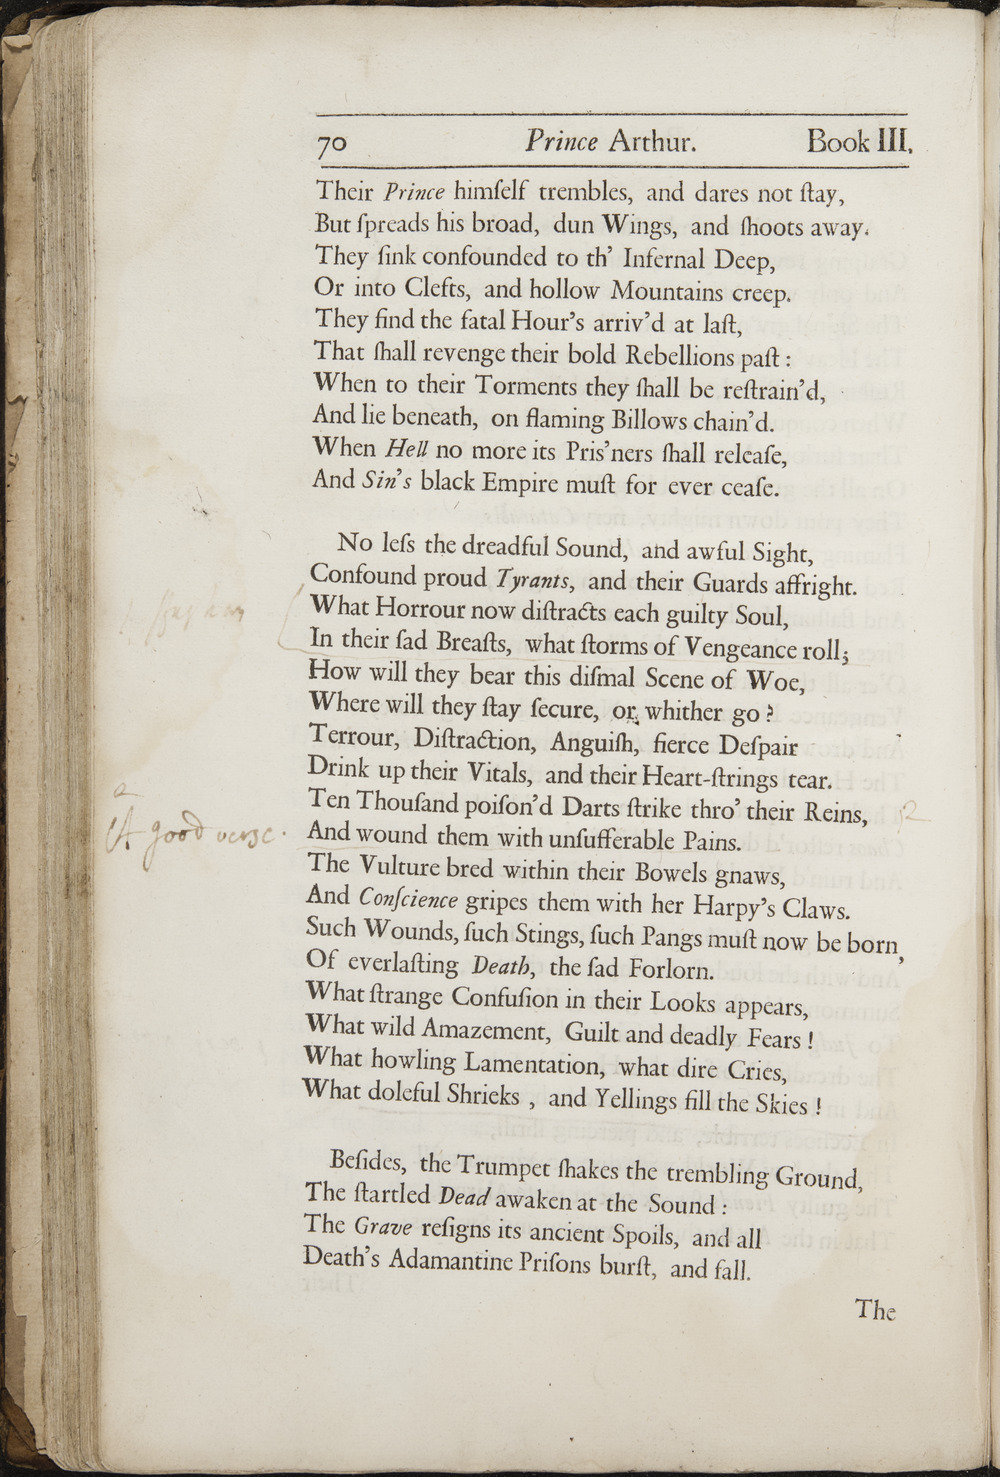 70 Prince Arthur. Book III.
Their Prince himſelf trembles, and dares not ſtay,
But ſpreads his broad, dun Wings, and ſhoots away.
They ſink confounded to th' Infernal Deep,
Or into Clefts, and hollow Mountains creep.
They find the fatal Hour's arriv'd at laſt,
That ſhall revenge their bold Rebellions paſt :
When to their Torments they ſhall be reſtrain'd,
And lie beneath, on flaming Billows chain'd.
When Hell no more its Pris'ners ſhall releaſe,
And Sin's black Empire muſt for ever ceaſe.
No leſs the dreadful Sound, and awful Sight,
Confound proud Tyrants, and their Guards affright.
What Horrour now diſtracts each guilty Soul,
In their ſad Breaſts, what ſtorms of Vengeance roll;
How will they bear this diſmal Scene of Woe,
Where will they ſtay ſecure, or whither go ?
Terrour, Diſtraction, Anguiſh, fierce Deſpair
Drink up their Vitals, and their Heart-ſtrings tear.
Ten Thouſand poiſon'd Darts ſtrike thro' their Reins,
A good verse.
And wound them with unſufferable Pains.
The Vulture bred within their Bowels gnaws,
And Conſcience gripes them with her Harpy's Claws.
Such Wounds, ſuch Stings, ſuch Pangs muſt now be born,
Of everlaſting Death, the ſad Forlorn.
What ſtrange Confuſion in their Looks appears,
What wild Amazement, Guilt and deadly Fears !
What howling Lamentation, what dire Cries,
What doleful Shrieks , and Yellings fill the Skies !
Beſides, the Trumpet ſhakes the trembling Ground,
The ſtartled Dead awaken at the Sound :
The Grave reſigns its ancient Spoils, and all
Death's Adamantine Priſons burſt, and fall.
The